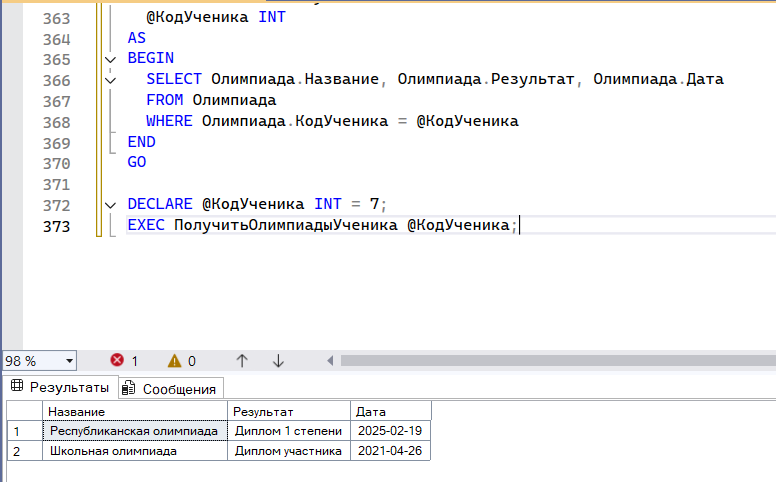 363 @КодУченика INT
364 AS
365 BEGIN
366 SELECT Олимпиада.Название, Олимпиада.Результат, Олимпиада.Дата
367 FROM Олимпиада
368 WHERE Олимпиада.КодУченика = @КодУченика
369 END
370 GO
371
372 DECLARE @КодУченика INT = 7;
373 EXEC ПолучитьОлимпиадыУченика @КодУченика;
98 % 1 0
Результаты Сообщения
Название Результат Дата
1 Республиканская олимпиада Диплом 1 степени 2025-02-19
2 Школьная олимпиада Диплом участника 2021-04-26